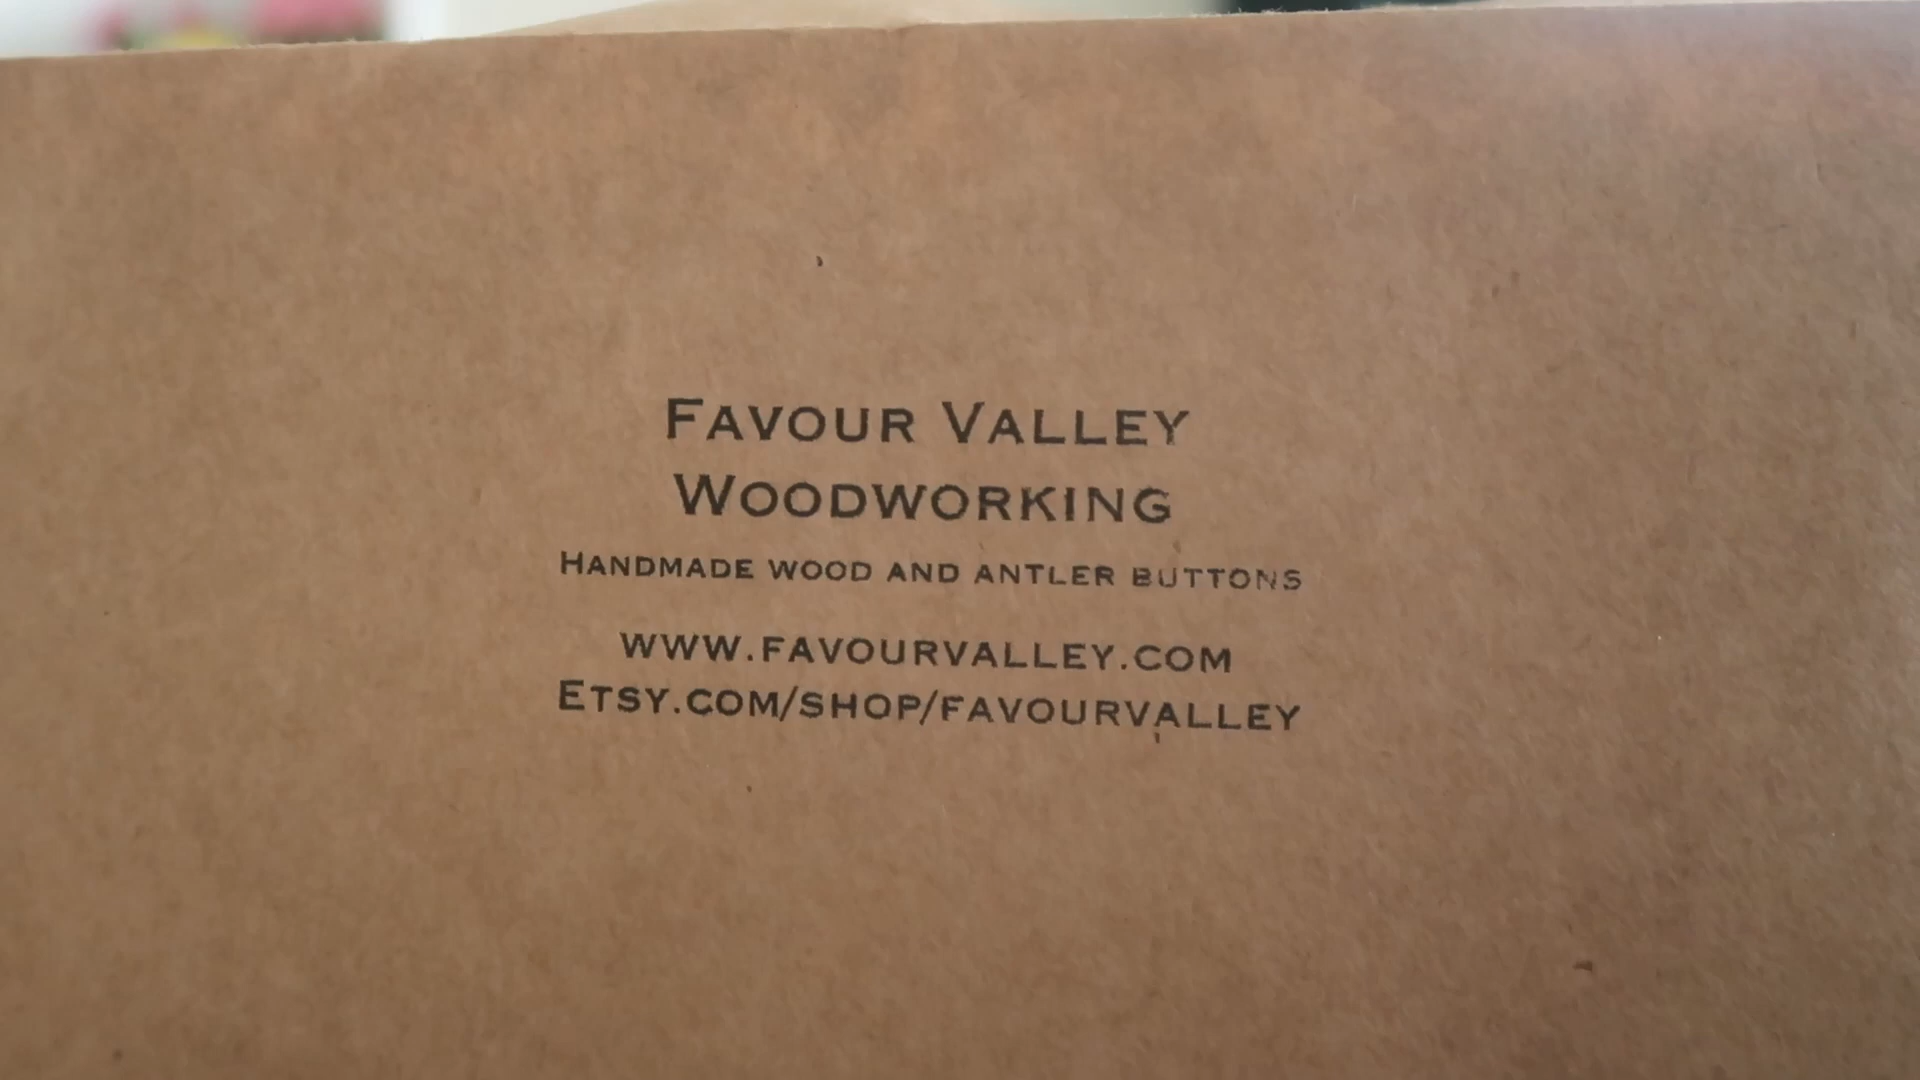 Favour Valley
Woodworking
Handmade wood and antler buttons
www.favourvalley.com
Etsy.com/shop/favourvalley